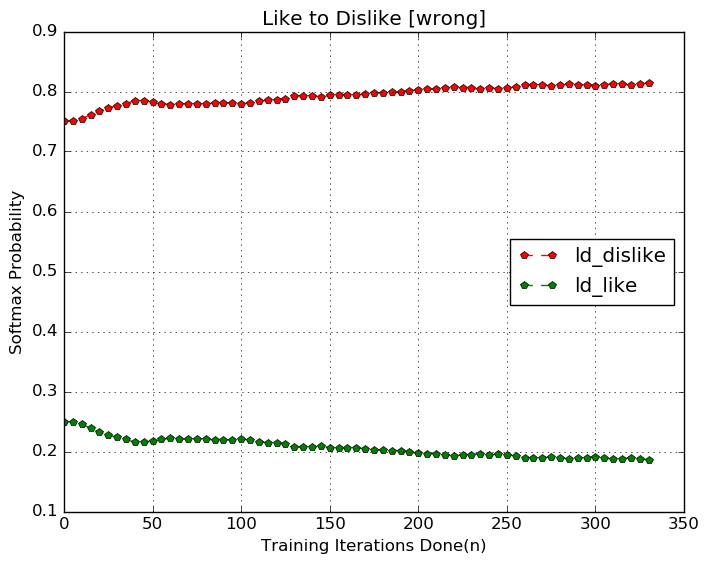 Like to Dislike [wrong]
0.9
0.8
0.7
0.6
0.5
0.4
0.3
0.2
0.1
Softmax Probability
ld_dislike
ld_like
0 50 100 150 200 250 300 350
Training Iterations Done(n)